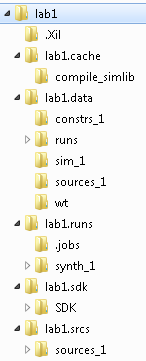 lab1
.Xil
lab1.cache
compile_simlib
lab1.data
constrs_1
runs
sim_1
sources_1
wt
lab1.runs
.jobs
synth_1
lab1.sdk
SDK
lab1.srcs
sources_1